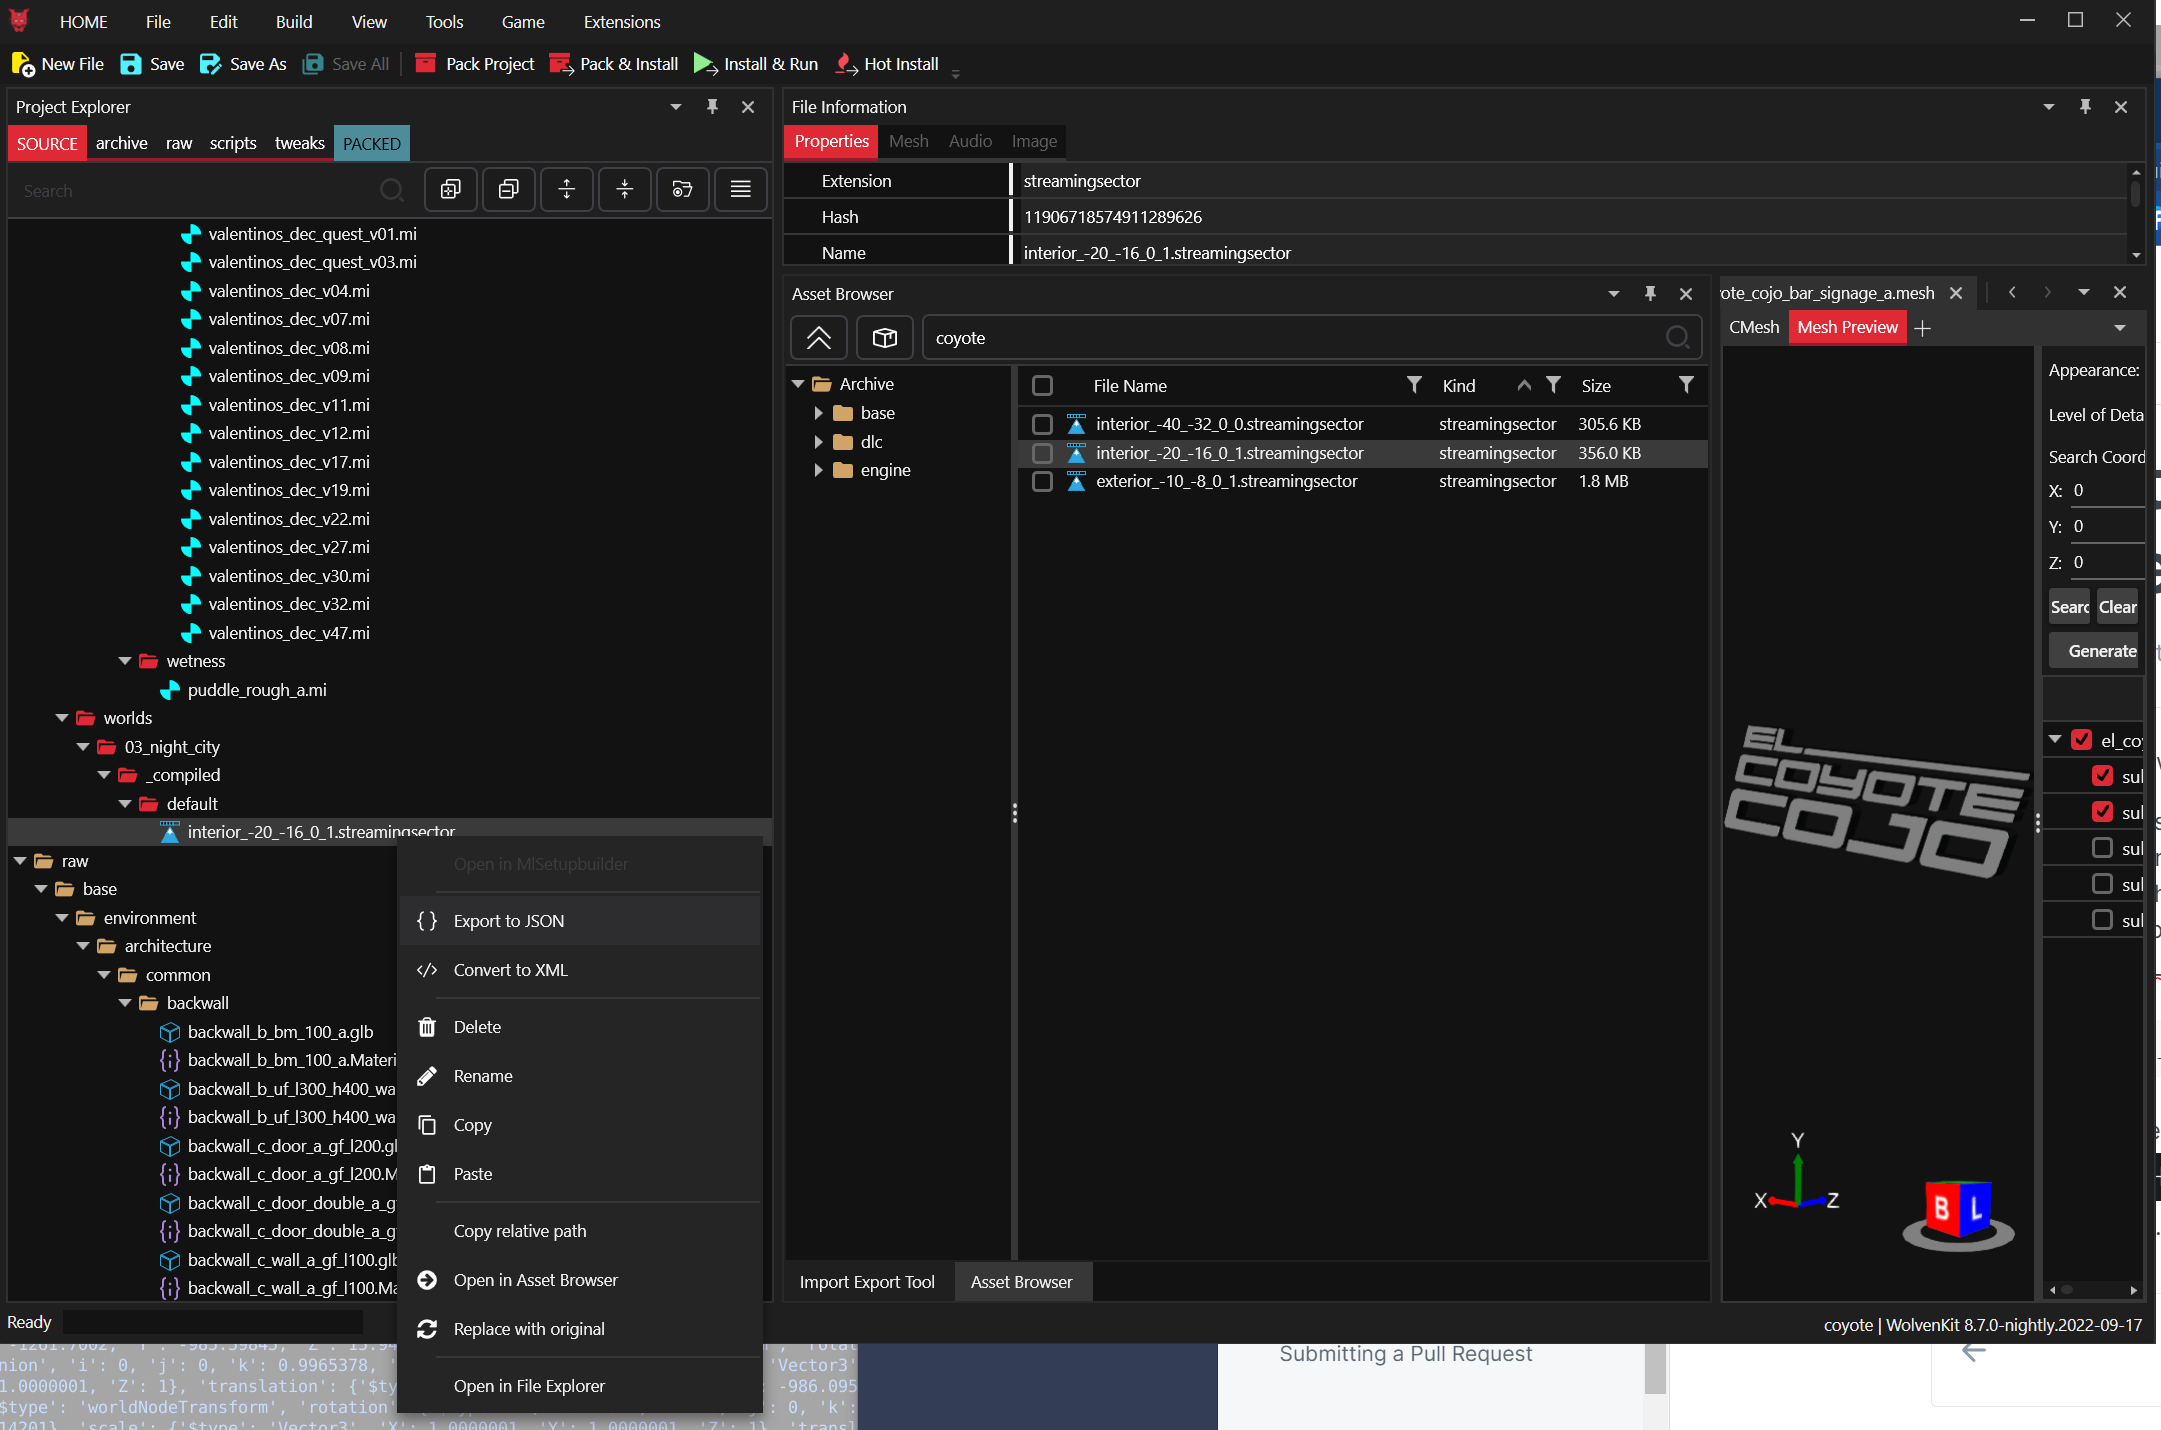 HOME File Edit Build View Tools Game Extensions
New File Save Save As Save All Pack Project Pack & Install Install & Run Hot Install
Project Explorer
SOURCE archive raw scripts tweaks PACKED
Search
valentinos_dec_quest_v01.mi
valentinos_dec_quest_v03.mi
valentinos_dec_v04.mi
valentinos_dec_v07.mi
valentinos_dec_v08.mi
valentinos_dec_v09.mi
valentinos_dec_v11.mi
valentinos_dec_v12.mi
valentinos_dec_v17.mi
valentinos_dec_v19.mi
valentinos_dec_v22.mi
valentinos_dec_v27.mi
valentinos_dec_v30.mi
valentinos_dec_v32.mi
valentinos_dec_v47.mi
wetness
puddle_rough_a.mi
worlds
03_night_city
_compiled
default
interior_-20_-16_0_1.streamingsector
raw
base
environment
architecture
common
backwall
backwall_b_bm_100_a.glb
backwall_b_bm_100_a.Materi
backwall_b_uf_l300_h400_wa
backwall_b_uf_l300_h400_wa
backwall_c_door_a_gf_l200.gl
backwall_c_door_a_gf_l200.M
backwall_c_door_double_a_g
backwall_c_door_double_a_g
backwall_c_wall_a_gf_l100.glb
backwall_c_wall_a_gf_l100.Ma
Open in MlSetupbuilder
Export to JSON
Convert to XML
Delete
Rename
Copy
Paste
Copy relative path
Open in Asset Browser
Replace with original
Open in File Explorer
File Information
Properties Mesh Audio Image
Extension streamingsector
Hash 11906718574911289626
Name interior_-20_-16_0_1.streamingsector
Asset Browser
coyote
Archive
base
dlc
engine
File Name Kind Size
interior_-40_-32_0_0.streamingsector streamingsector 305.6 KB
interior_-20_-16_0_1.streamingsector streamingsector 356.0 KB
exterior_-10_-8_0_1.streamingsector streamingsector 1.8 MB
Import Export Tool Asset Browser
yote_cojo_bar_signage_a.mesh
CMesh Mesh Preview
Appearance:
Level of Deta
Search Coord
X: 0
Y: 0
Z: 0
Searc Clear
Generate
el_coy
sul
sul
sul
sul
sul
EL
COYOTE
COJO
Y
X Z
B L
Ready
coyote | WolvenKit 8.7.0-nightly.2022-09-17
nion', 'i': 0, 'j': 0, 'k': 0.9965378, 'Vector3'
1.0000001, 'Z': 1}, 'translation': {'$ty -986.095
$type': 'worldNodeTransform', 'rotation' 0, 'k':
Submitting a Pull Request